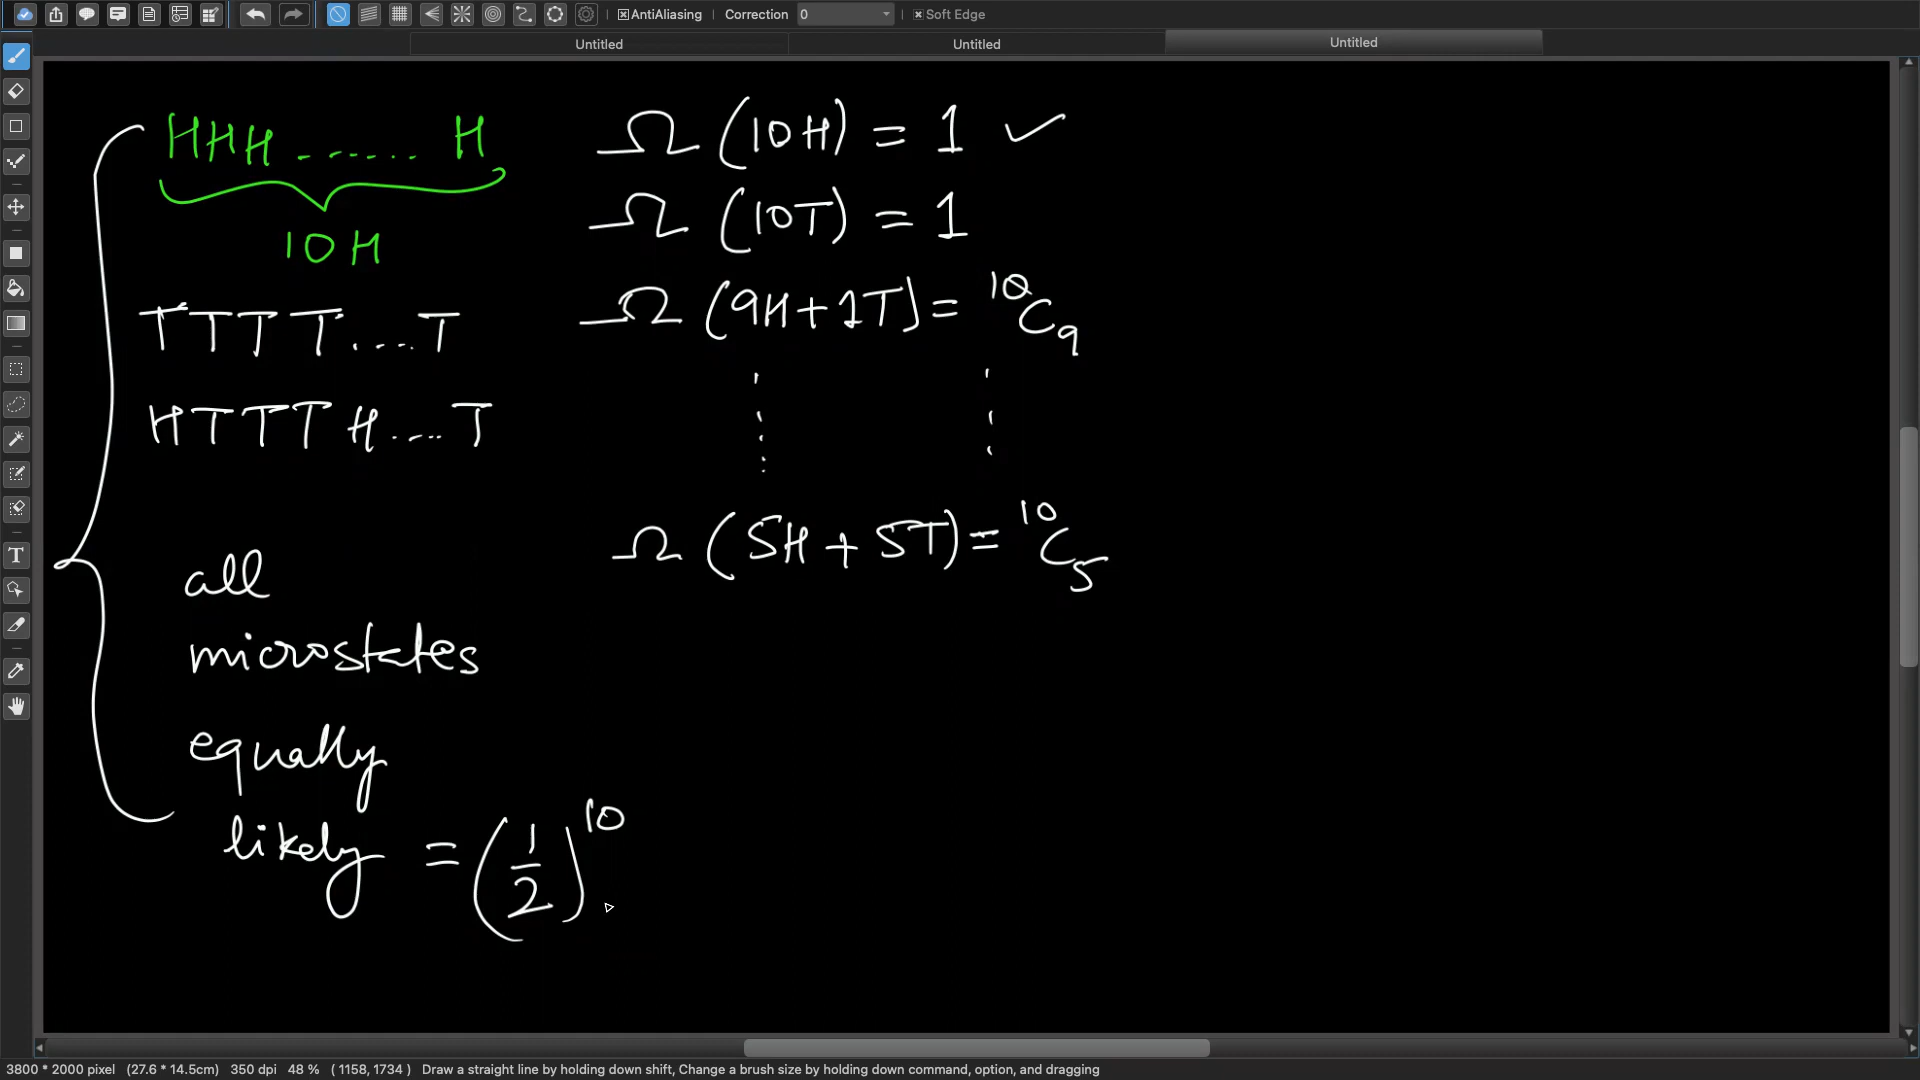 AntiAliasing Correction 0 Soft Edge
Untitled Untitled Untitled
HHH ....... H
10 H
TTTT....T
HTTTH....T
all
microstates
equally
likely = (1/2)^10
Ω (10H) = 1 ✓
Ω (10T) = 1
Ω (9H+1T) = ¹⁰C₉
Ω (5H + 5T) = ¹⁰C₅
T
3800 * 2000 pixel (27.6 * 14.5cm) 350 dpi 48 % ( 1158, 1734 ) Draw a straight line by holding down shift, Change a brush size by holding down command, option, and dragging